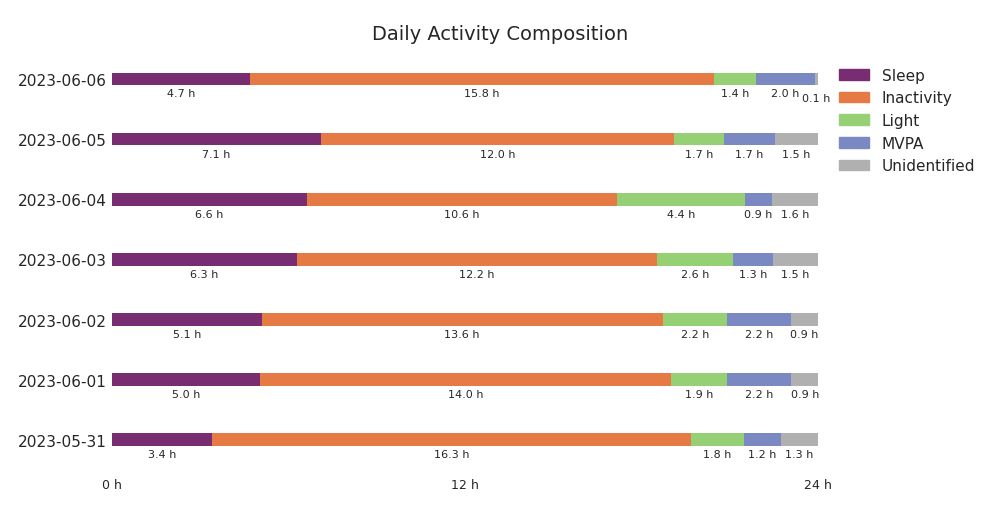 Daily Activity Composition
2023-06-06
4.7 h 15.8 h 1.4 h 2.0 h 0.1 h
2023-06-05
7.1 h 12.0 h 1.7 h 1.7 h 1.5 h
2023-06-04
6.6 h 10.6 h 4.4 h 0.9 h 1.6 h
2023-06-03
6.3 h 12.2 h 2.6 h 1.3 h 1.5 h
2023-06-02
5.1 h 13.6 h 2.2 h 2.2 h 0.9 h
2023-06-01
5.0 h 14.0 h 1.9 h 2.2 h 0.9 h
2023-05-31
3.4 h 16.3 h 1.8 h 1.2 h 1.3 h
0 h 12 h 24 h
Sleep
Inactivity
Light
MVPA
Unidentified